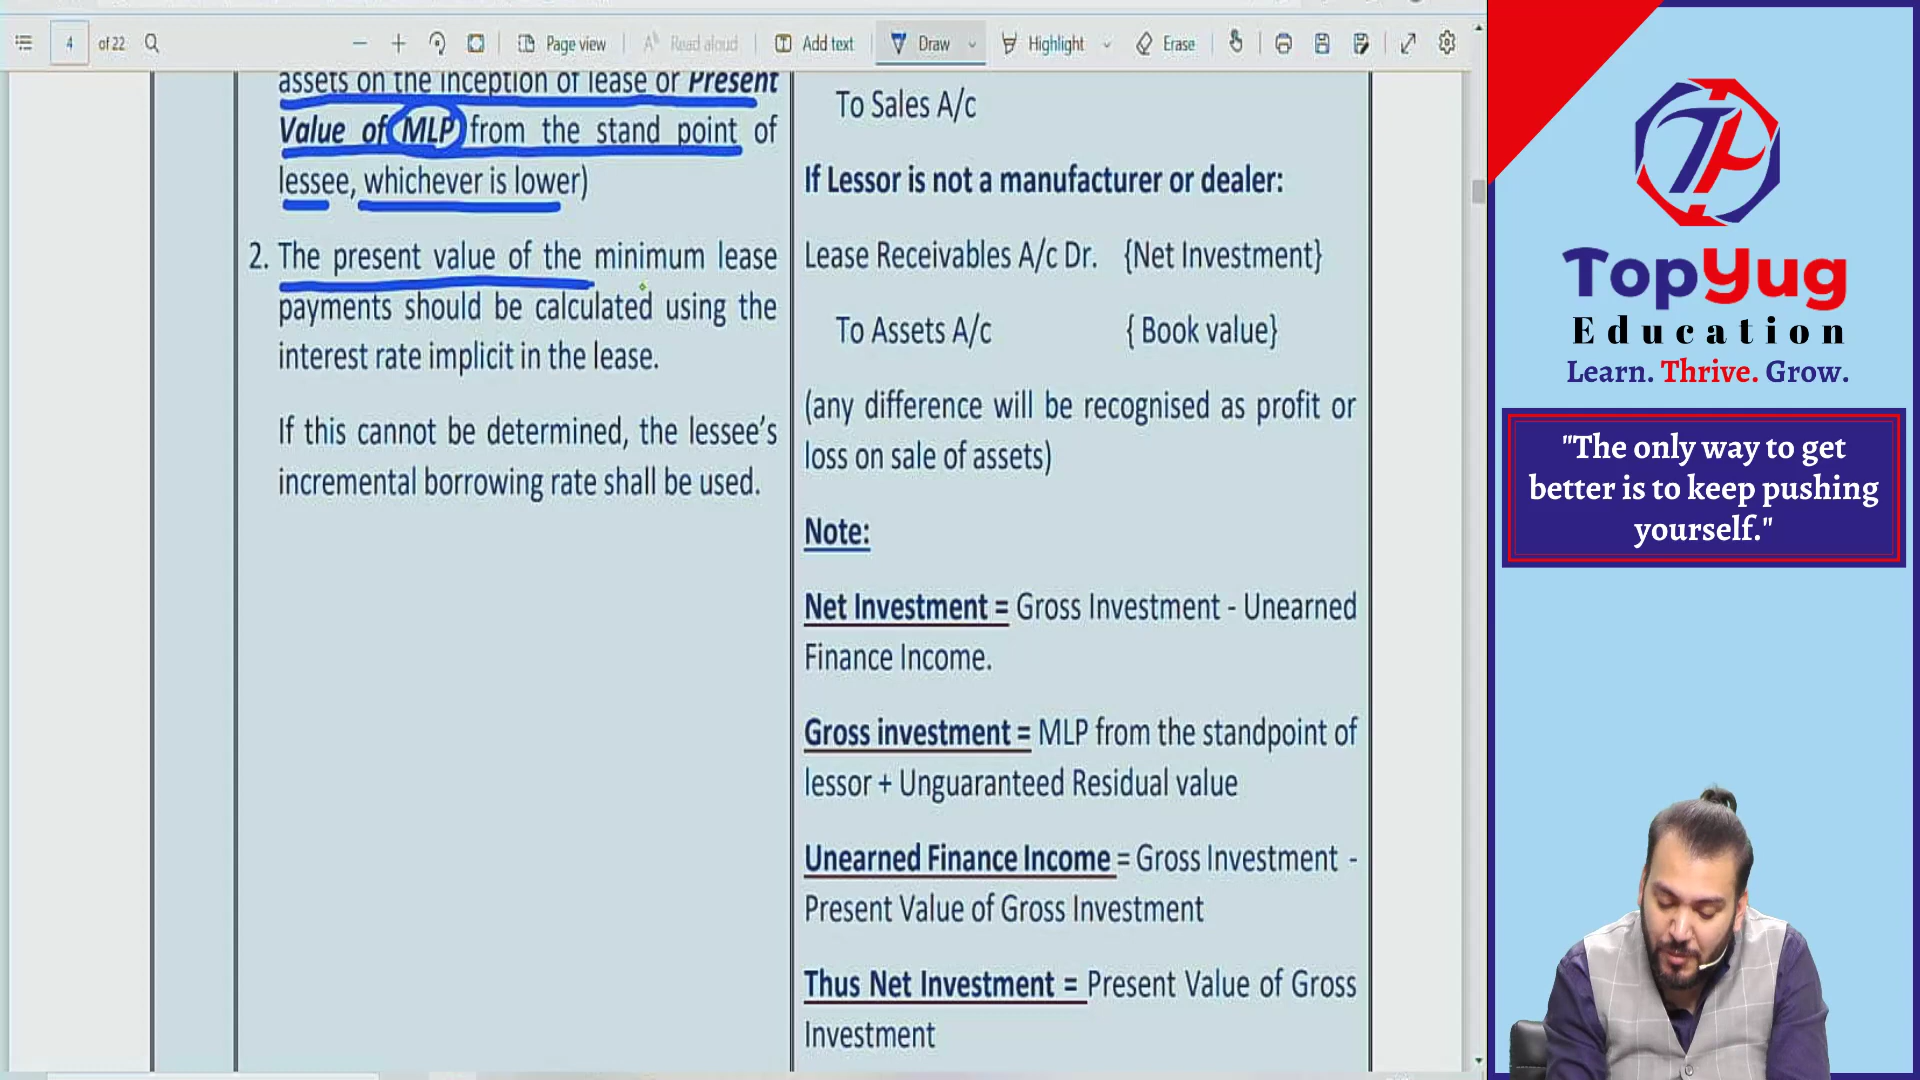 4 of 22 Page view Read aloud Add text Draw Highlight Erase
assets on the inception of lease or Present
Value of MLP from the stand point of
lessee, whichever is lower)
2. The present value of the minimum lease
payments should be calculated using the
interest rate implicit in the lease.
If this cannot be determined, the lessee's
incremental borrowing rate shall be used.
To Sales A/c
If Lessor is not a manufacturer or dealer:
Lease Receivables A/c Dr. {Net Investment}
To Assets A/c { Book value}
(any difference will be recognised as profit or
loss on sale of assets)
Note:
Net Investment = Gross Investment - Unearned
Finance Income.
Gross investment = MLP from the standpoint of
lessor + Unguaranteed Residual value
Unearned Finance Income = Gross Investment -
Present Value of Gross Investment
Thus Net Investment = Present Value of Gross
Investment
TopYug
Education
Learn. Thrive. Grow.
"The only way to get
better is to keep pushing
yourself."